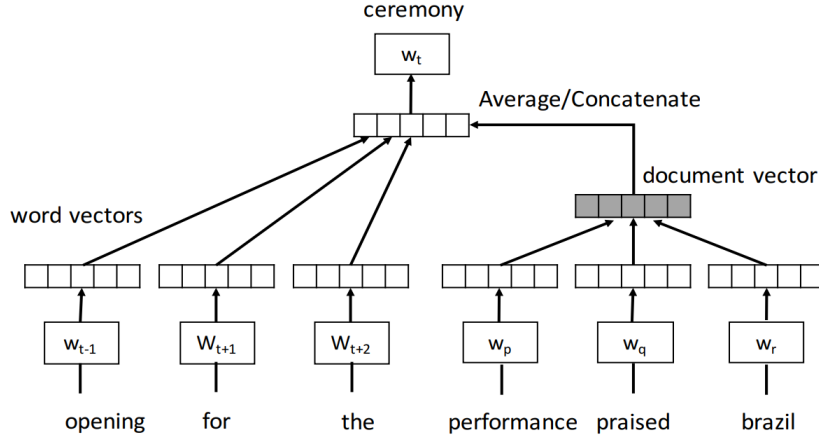 ceremony
wₜ
Average/Concatenate
document vector
word vectors
wₜ₋₁
Wₜ₊₁
Wₜ₊₂
wₚ
w_q
wᵣ
opening for the performance praised brazil